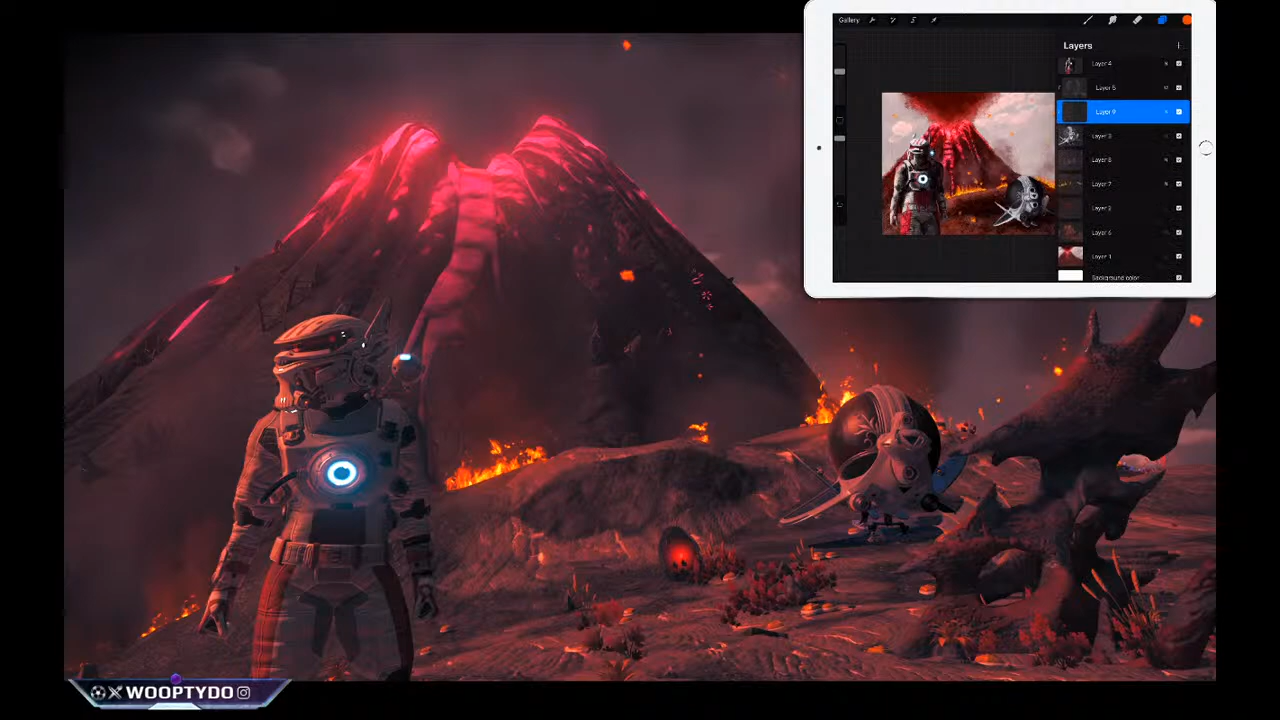 Gallery
Layers
Layer 4
Layer 5
Layer 9
Layer 3
Layer 8
Layer 7
Layer 2
Layer 6
Layer 1
Background color
WOOPTYDO